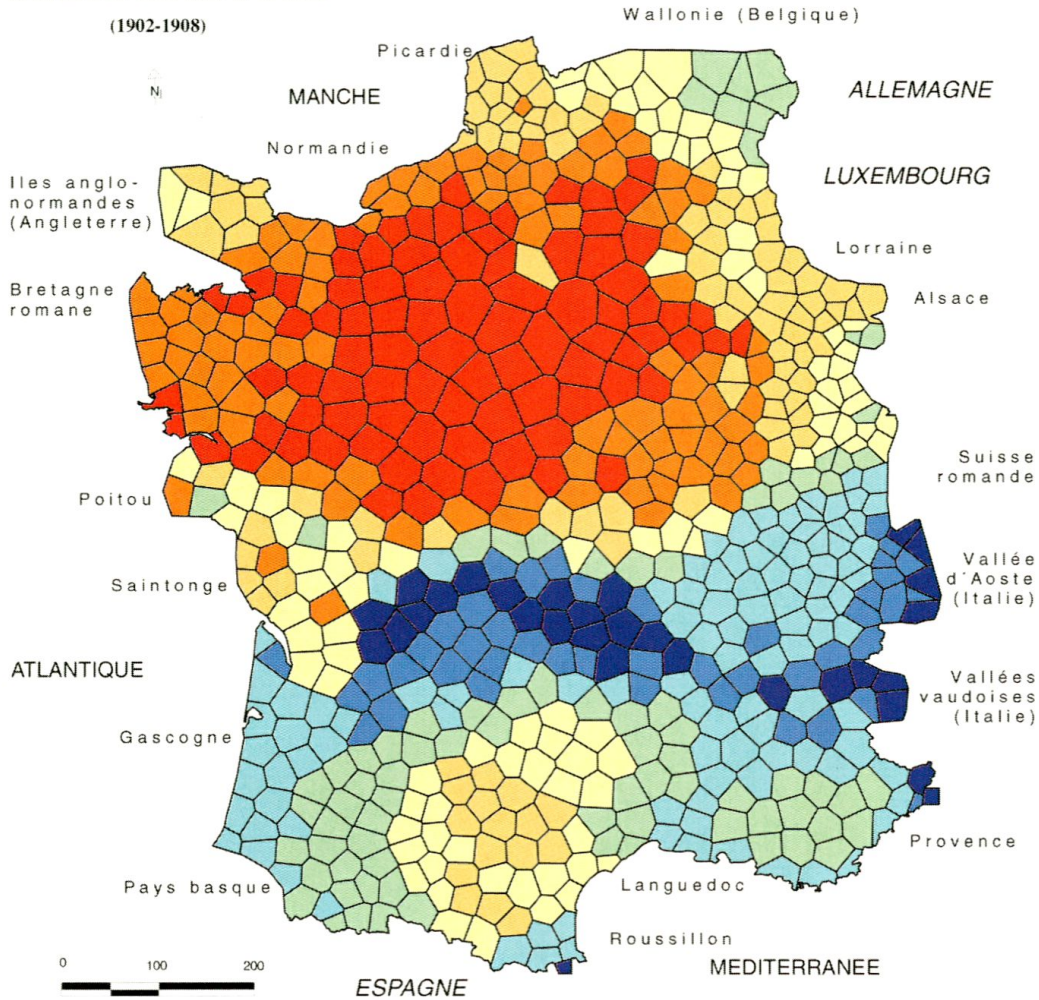 (1902-1908)
Wallonie (Belgique)
Picardie
N
MANCHE
ALLEMAGNE
Normandie
LUXEMBOURG
Iles anglo-
normandes
(Angleterre)
Lorraine
Bretagne
romane
Alsace
Suisse
romande
Poitou
Vallée
d'Aoste
(Italie)
Saintonge
ATLANTIQUE
Vallées
vaudoises
(Italie)
Gascogne
Provence
Pays basque
Languedoc
Roussillon
MEDITERRANEE
0 100 200
ESPAGNE